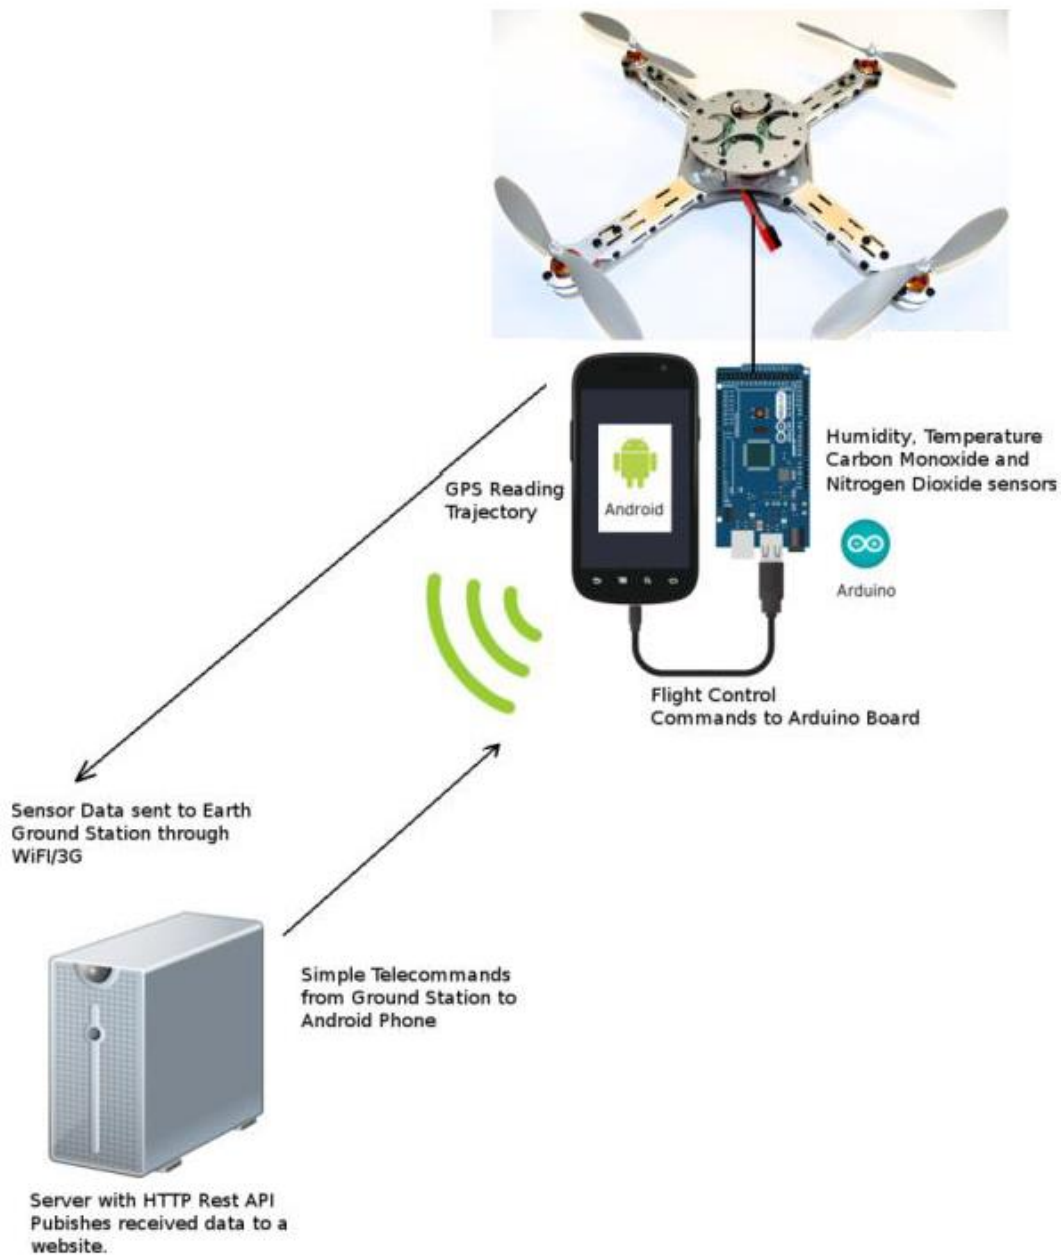 Humidity, Temperature
Carbon Monoxide and
Nitrogen Dioxide sensors
GPS Reading
Trajectory
Android
Arduino
Flight Control
Commands to Arduino Board
Sensor Data sent to Earth
Ground Station through
WiFI/3G
Simple Telecommands
from Ground Station to
Android Phone
Server with HTTP Rest API
Pubishes received data to a
website.